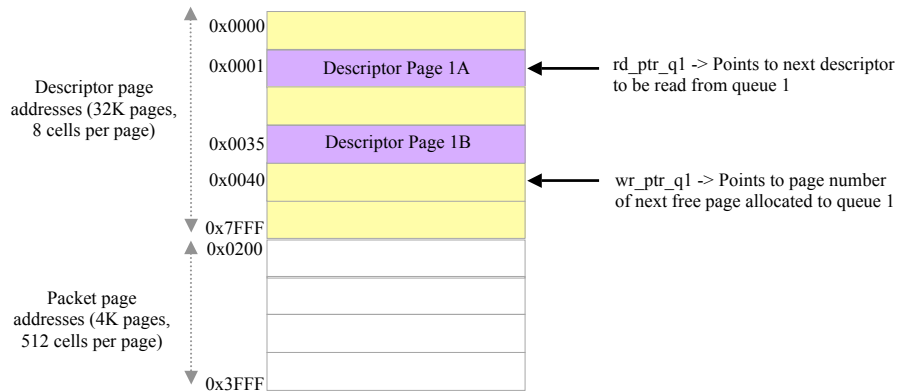 0x0000
0x0001
Descriptor Page 1A
rd_ptr_q1 -> Points to next descriptor
to be read from queue 1
Descriptor page
addresses (32K pages,
8 cells per page)
0x0035
Descriptor Page 1B
0x0040
wr_ptr_q1 -> Points to page number
of next free page allocated to queue 1
0x7FFF
0x0200
Packet page
addresses (4K pages,
512 cells per page)
0x3FFF